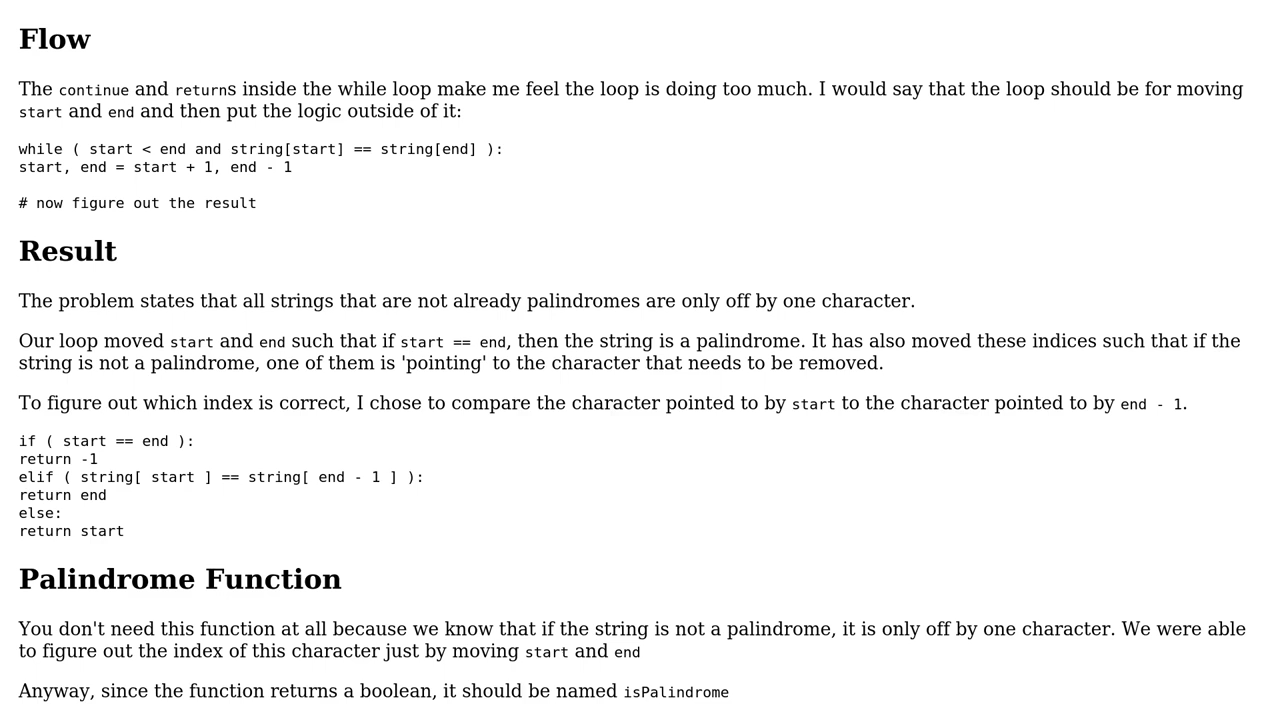 Flow
The continue and returns inside the while loop make me feel the loop is doing too much. I would say that the loop should be for moving
start and end and then put the logic outside of it:
while ( start < end and string[start] == string[end] ):
start, end = start + 1, end - 1
# now figure out the result
Result
The problem states that all strings that are not already palindromes are only off by one character.
Our loop moved start and end such that if start == end, then the string is a palindrome. It has also moved these indices such that if the
string is not a palindrome, one of them is 'pointing' to the character that needs to be removed.
To figure out which index is correct, I chose to compare the character pointed to by start to the character pointed to by end - 1.
if ( start == end ):
return -1
elif ( string[ start ] == string[ end - 1 ] ):
return end
else:
return start
Palindrome Function
You don't need this function at all because we know that if the string is not a palindrome, it is only off by one character. We were able
to figure out the index of this character just by moving start and end
Anyway, since the function returns a boolean, it should be named isPalindrome